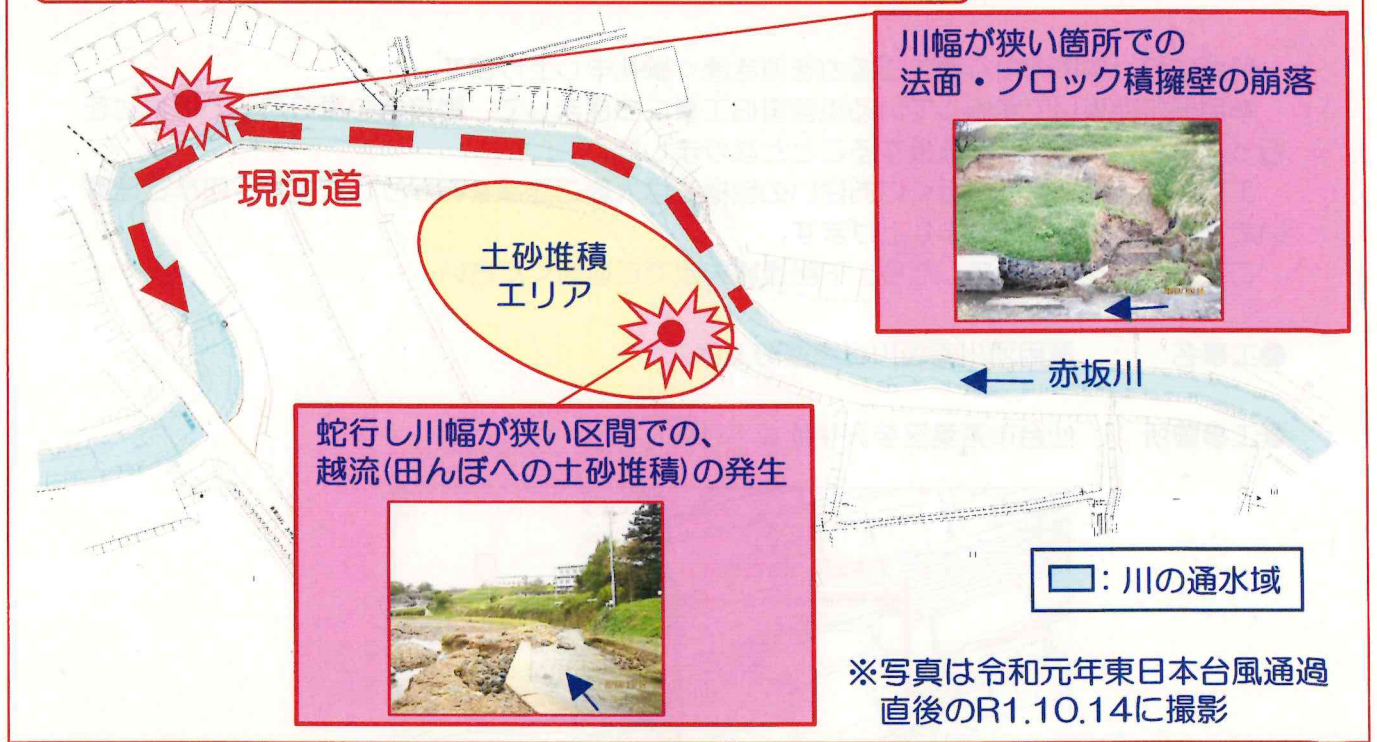 川幅が狭い箇所での
法面・ブロック積擁壁の崩落
現河道
土砂堆積
エリア
赤坂川
蛇行し川幅が狭い区間での、
越流(田んぼへの土砂堆積)の発生
：川の通水域
※写真は令和元年東日本台風通過
直後のR1.10.14に撮影